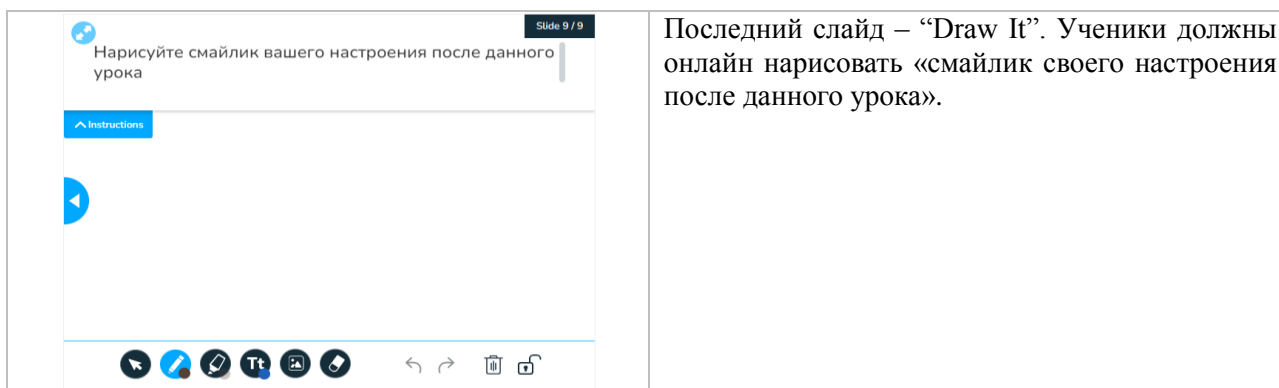 Slide 9 / 9
Нарисуйте смайлик вашего настроения после данного
урока
Instructions
Tt
Последний слайд – “Draw It”. Ученики должны
онлайн нарисовать «смайлик своего настроения
после данного урока».